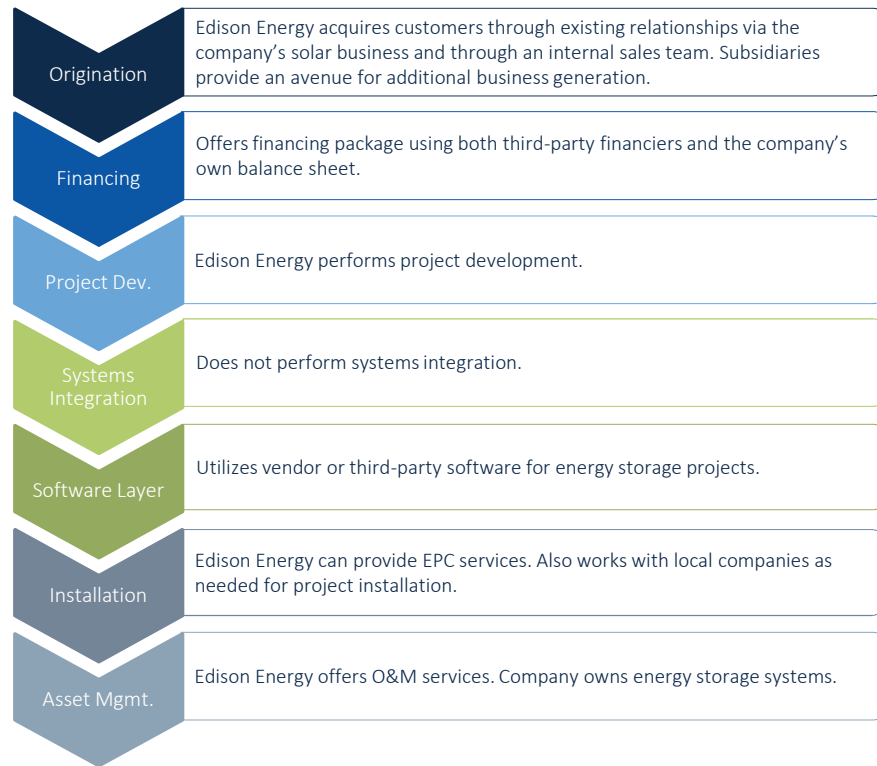 Origination
Edison Energy acquires customers through existing relationships via the
company’s solar business and through an internal sales team. Subsidiaries
provide an avenue for additional business generation.
Financing
Offers financing package using both third-party financiers and the company’s
own balance sheet.
Project Dev.
Edison Energy performs project development.
Systems
Integration
Does not perform systems integration.
Software Layer
Utilizes vendor or third-party software for energy storage projects.
Installation
Edison Energy can provide EPC services. Also works with local companies as
needed for project installation.
Asset Mgmt.
Edison Energy offers O&M services. Company owns energy storage systems.